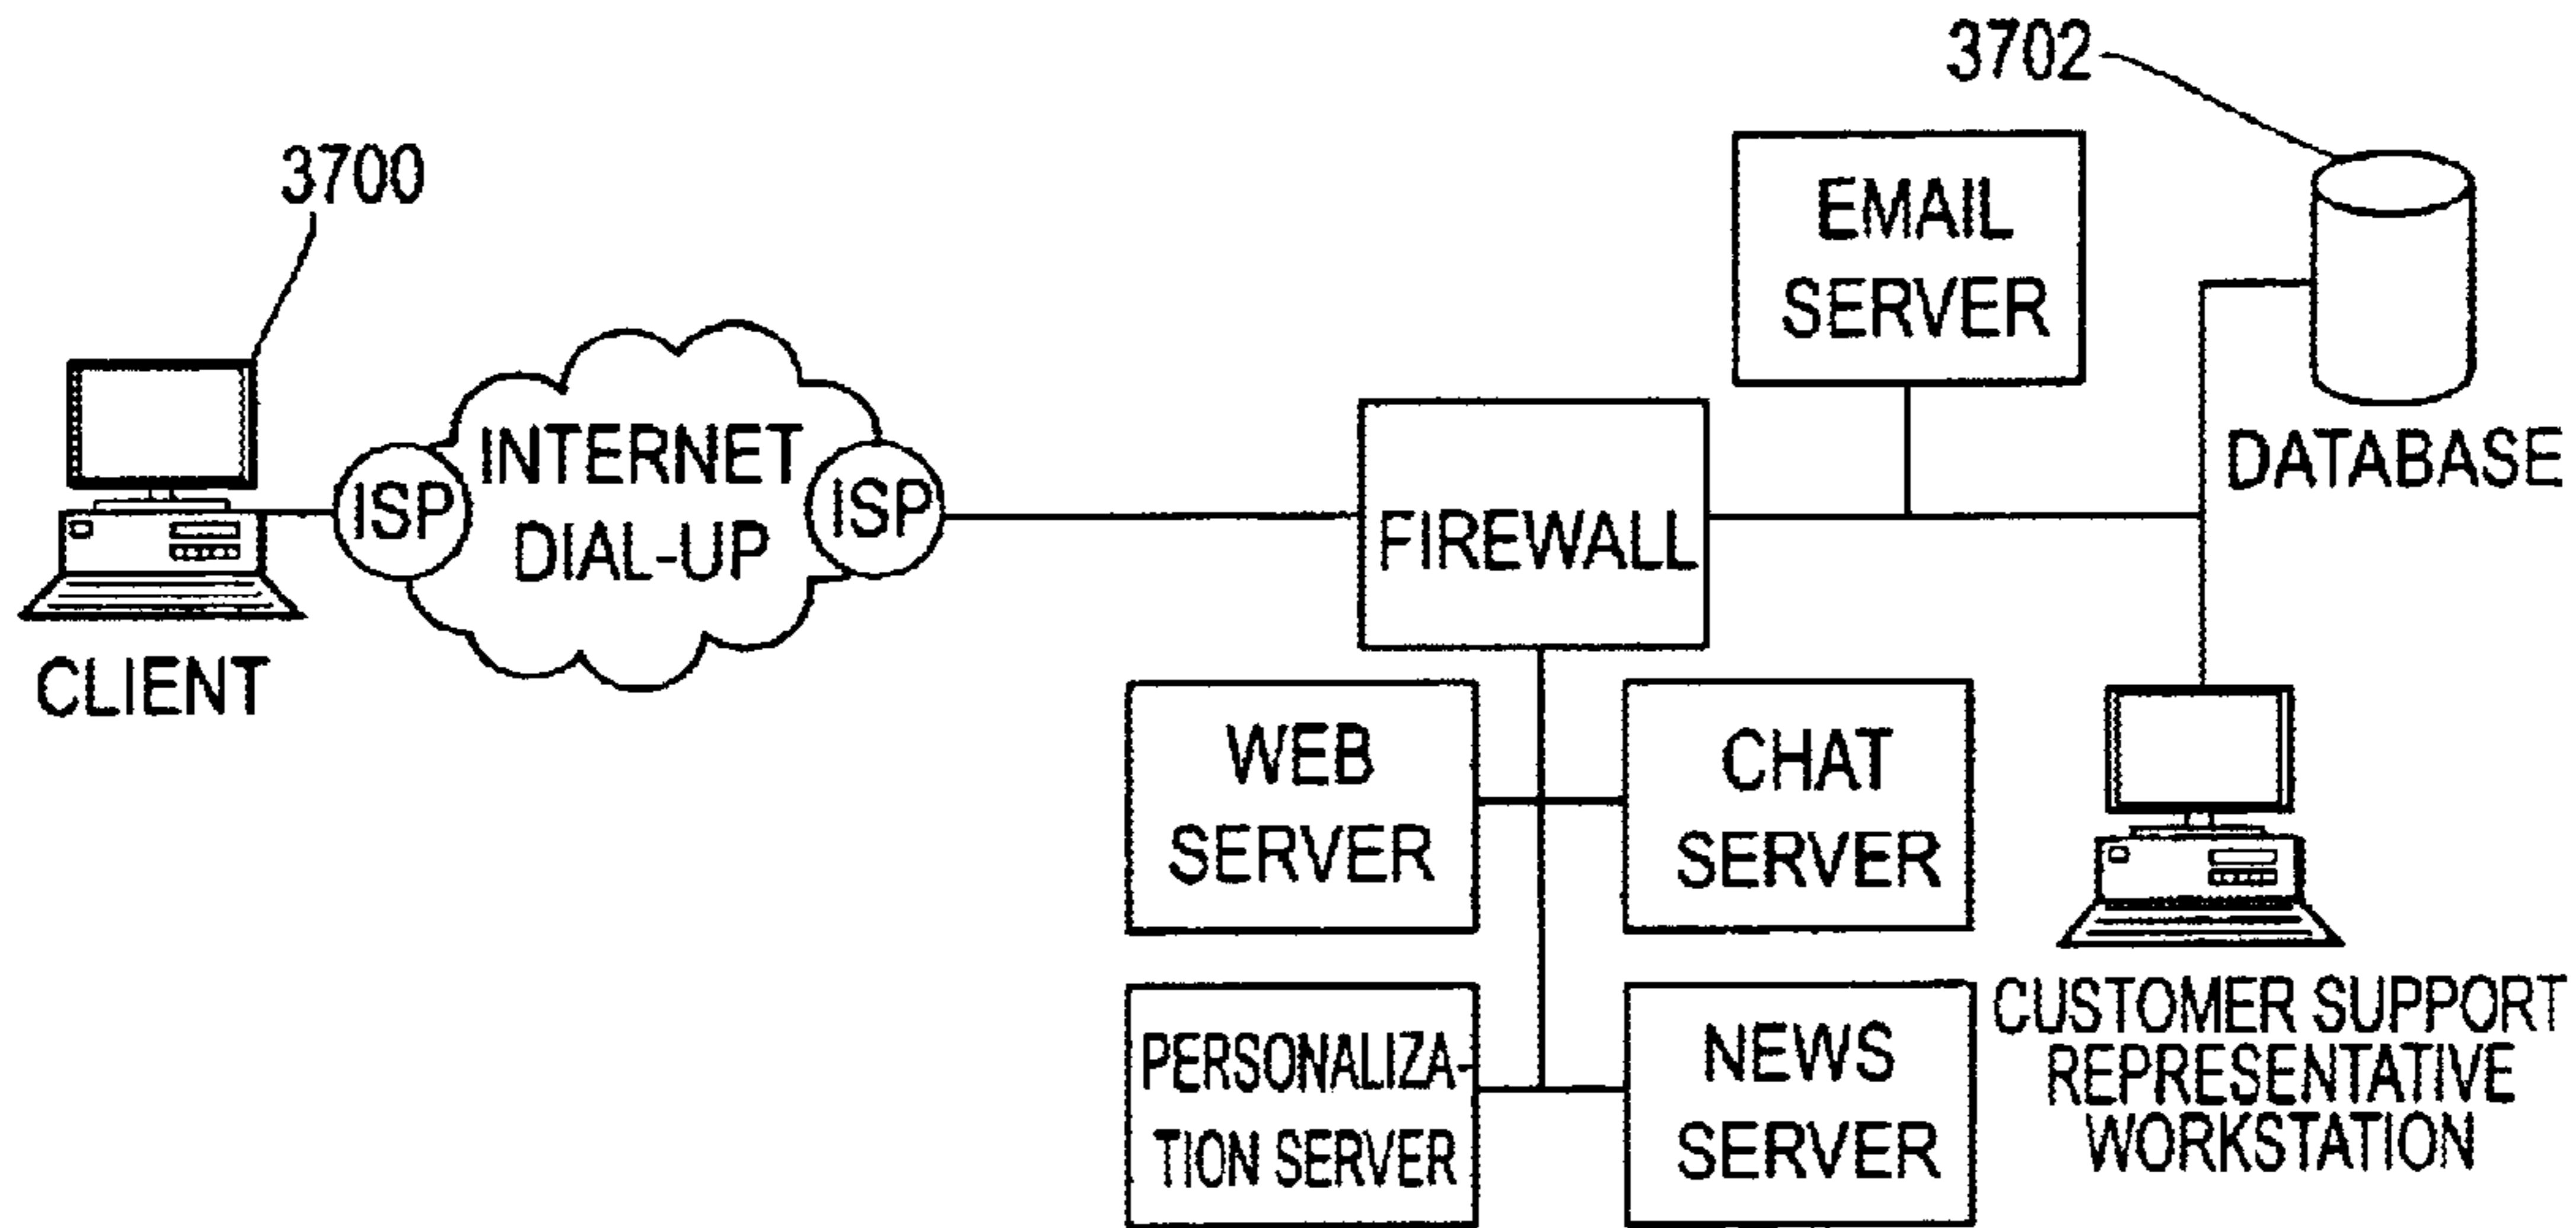 3702
3700
EMAIL
SERVER
INTERNET
DIAL-UP
ISP
ISP
FIREWALL
DATABASE
CLIENT
WEB
SERVER
CHAT
SERVER
PERSONALIZA-
TION SERVER
NEWS
SERVER
CUSTOMER SUPPORT
REPRESENTATIVE
WORKSTATION